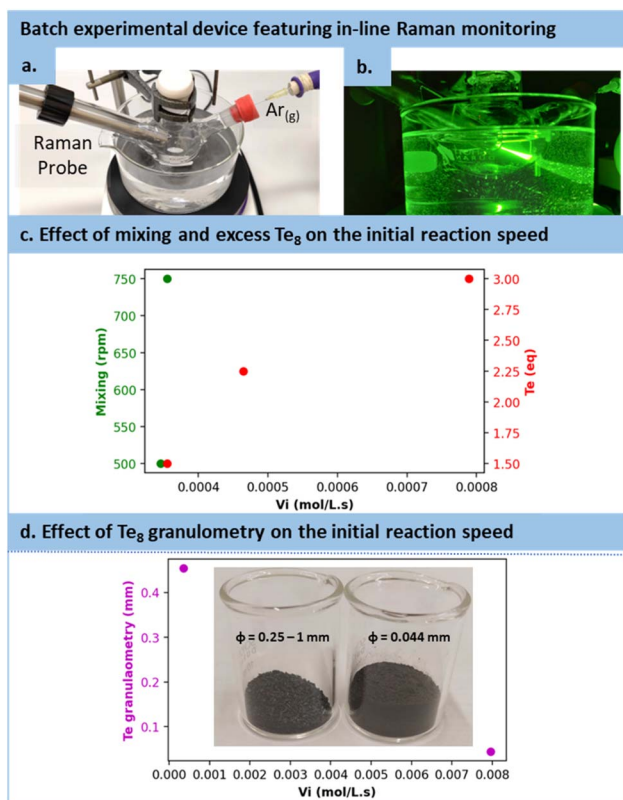 Batch experimental device featuring in-line Raman monitoring
a.
b.
Ar(g)
Raman
Probe
c. Effect of mixing and excess Te₈ on the initial reaction speed
750
700
650
600
550
500
Mixing (rpm)
3.00
2.75
2.50
2.25
2.00
1.75
1.50
Te (eq)
0.0004 0.0005 0.0006 0.0007 0.0008
Vi (mol/L.s)
d. Effect of Te₈ granulometry on the initial reaction speed
0.4
0.3
0.2
0.1
Te granulaometry (mm)
ϕ = 0.25 – 1 mm
ϕ = 0.044 mm
0.000 0.001 0.002 0.003 0.004 0.005 0.006 0.007 0.008
Vi (mol/L.s)